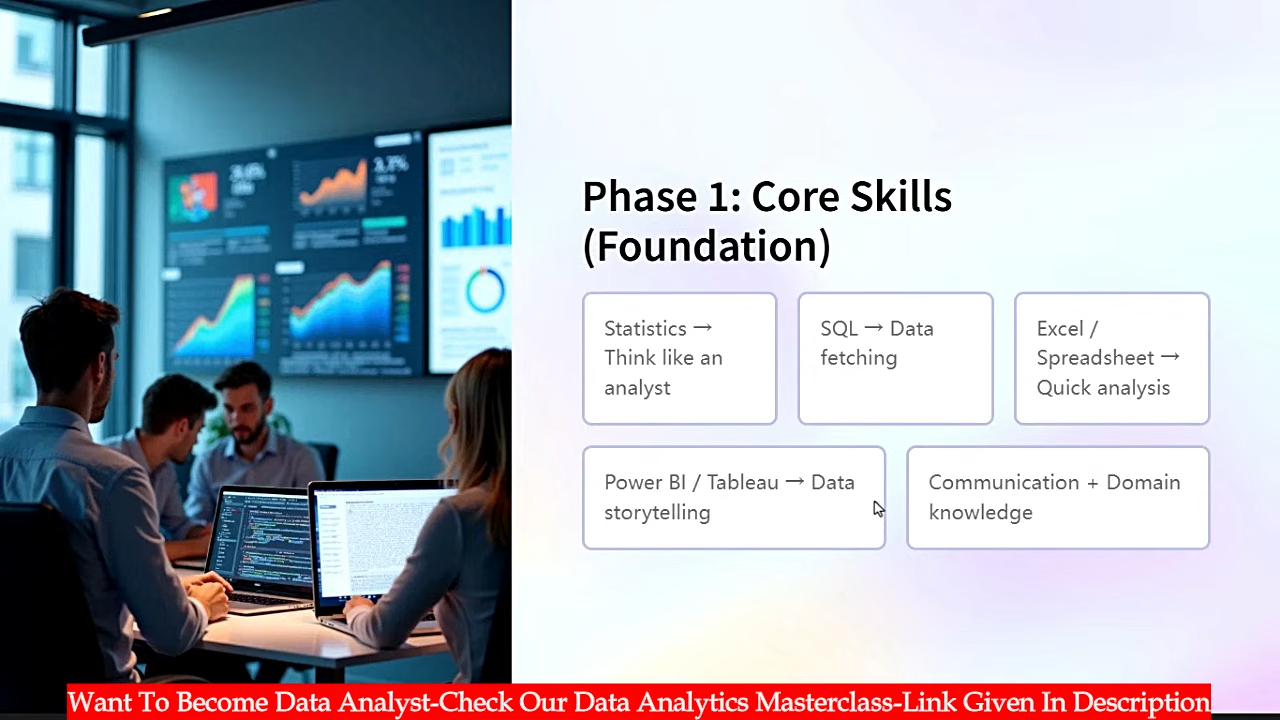 Phase 1: Core Skills
(Foundation)
Statistics →
Think like an
analyst
SQL → Data
fetching
Excel /
Spreadsheet →
Quick analysis
Power BI / Tableau → Data
storytelling
Communication + Domain
knowledge
Want To Become Data Analyst-Check Our Data Analytics Masterclass-Link Given In Description